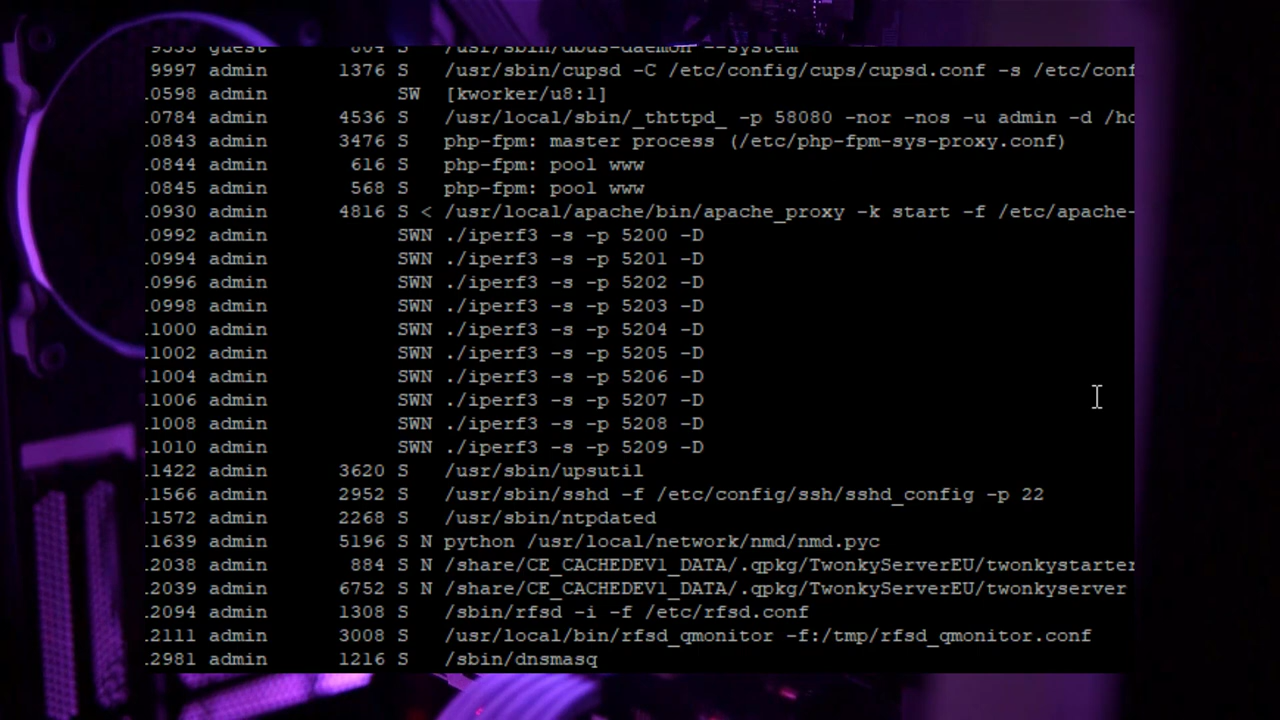 9535 guest 804 S /usr/sbin/dbus-daemon --system
9997 admin 1376 S /usr/sbin/cupsd -C /etc/config/cups/cupsd.conf -s /etc/conf
.0598 admin SW [kworker/u8:1]
.0784 admin 4536 S /usr/local/sbin/_thttpd_ -p 58080 -nor -nos -u admin -d /ho
.0843 admin 3476 S php-fpm: master process (/etc/php-fpm-sys-proxy.conf)
.0844 admin 616 S php-fpm: pool www
.0845 admin 568 S php-fpm: pool www
.0930 admin 4816 S < /usr/local/apache/bin/apache_proxy -k start -f /etc/apache-
.0992 admin SWN ./iperf3 -s -p 5200 -D
.0994 admin SWN ./iperf3 -s -p 5201 -D
.0996 admin SWN ./iperf3 -s -p 5202 -D
.0998 admin SWN ./iperf3 -s -p 5203 -D
.1000 admin SWN ./iperf3 -s -p 5204 -D
.1002 admin SWN ./iperf3 -s -p 5205 -D
.1004 admin SWN ./iperf3 -s -p 5206 -D
.1006 admin SWN ./iperf3 -s -p 5207 -D
.1008 admin SWN ./iperf3 -s -p 5208 -D
.1010 admin SWN ./iperf3 -s -p 5209 -D
.1422 admin 3620 S /usr/sbin/upsutil
.1566 admin 2952 S /usr/sbin/sshd -f /etc/config/ssh/sshd_config -p 22
.1572 admin 2268 S /usr/sbin/ntpdated
.1639 admin 5196 S N python /usr/local/network/nmd/nmd.pyc
.2038 admin 884 S N /share/CE_CACHEDEV1_DATA/.qpkg/TwonkyServerEU/twonkystarter
.2039 admin 6752 S N /share/CE_CACHEDEV1_DATA/.qpkg/TwonkyServerEU/twonkyserver
.2094 admin 1308 S /sbin/rfsd -i -f /etc/rfsd.conf
.2111 admin 3008 S /usr/local/bin/rfsd_qmonitor -f:/tmp/rfsd_qmonitor.conf
.2981 admin 1216 S /sbin/dnsmasq